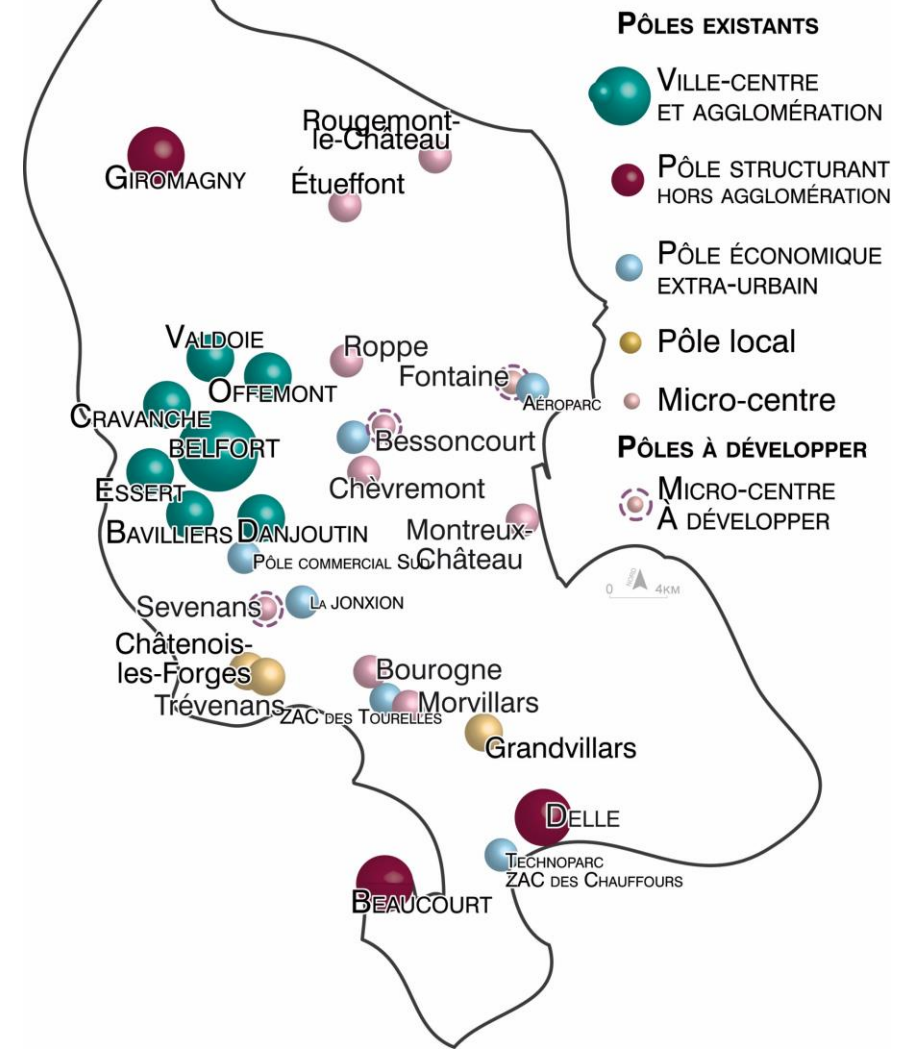 PÔLES EXISTANTS
VILLE-CENTRE
ET AGGLOMÉRATION
PÔLE STRUCTURANT
HORS AGGLOMÉRATION
PÔLE ÉCONOMIQUE
EXTRA-URBAIN
Pôle local
Micro-centre
PÔLES À DÉVELOPPER
MICRO-CENTRE
À DÉVELOPPER
0 NORD 4KM
Rougemont-
le-Château
GIROMAGNY
Étueffont
VALDOIE
Roppe
OFFEMONT
Fontaine
AÉROPARC
CRAVANCHE
BELFORT
Bessoncourt
ESSERT
Chèvremont
BAVILLIERS
DANJOUTIN
Montreux-
Château
PÔLE COMMERCIAL SUD
Sevenans
LA JONXION
Châtenois-
les-Forges
Bourogne
Trévenans
ZAC DES TOURELLES
Morvillars
Grandvillars
DELLE
TECHNOPARC
ZAC DES CHAUFFOURS
BEAUCOURT